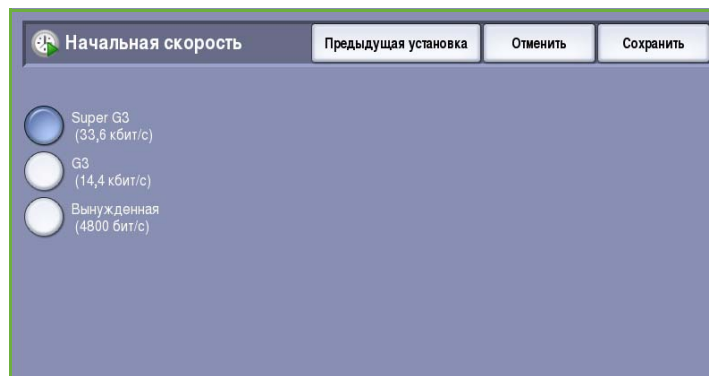 Начальная скорость
Предыдущая установка
Отменить
Сохранить
Super G3
(33,6 кбит/с)
G3
(14,4 кбит/с)
Вынужденная
(4800 бит/с)